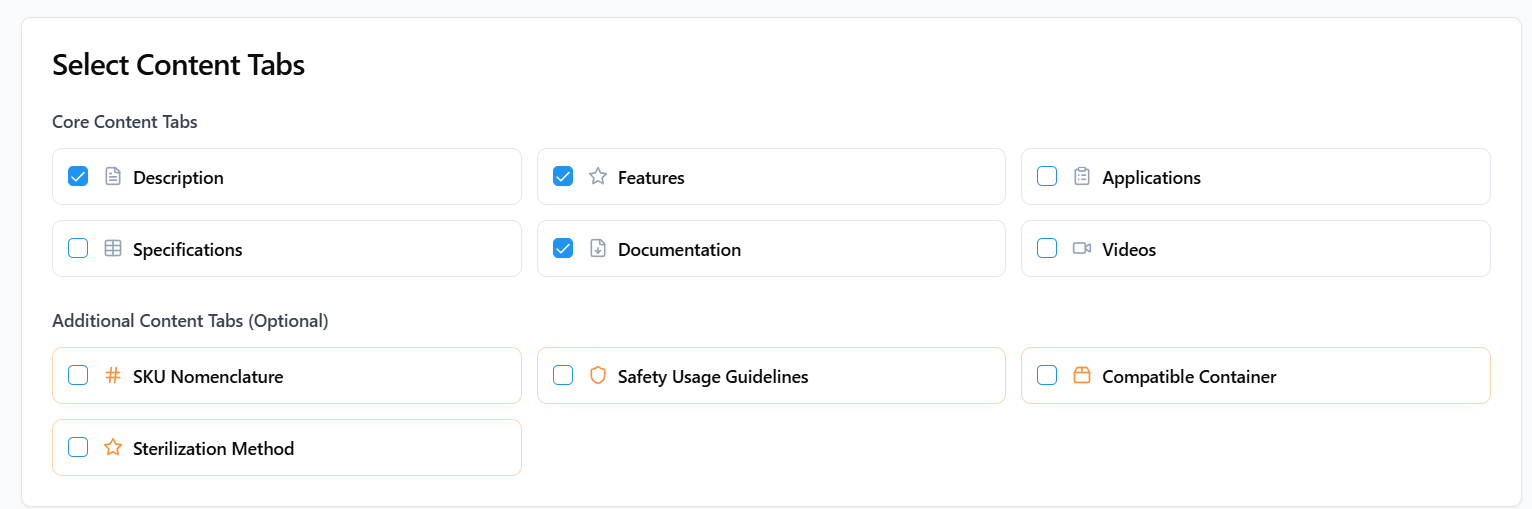 Select Content Tabs
Core Content Tabs
Description
Features
Applications
Specifications
Documentation
Videos
Additional Content Tabs (Optional)
SKU Nomenclature
Safety Usage Guidelines
Compatible Container
Sterilization Method